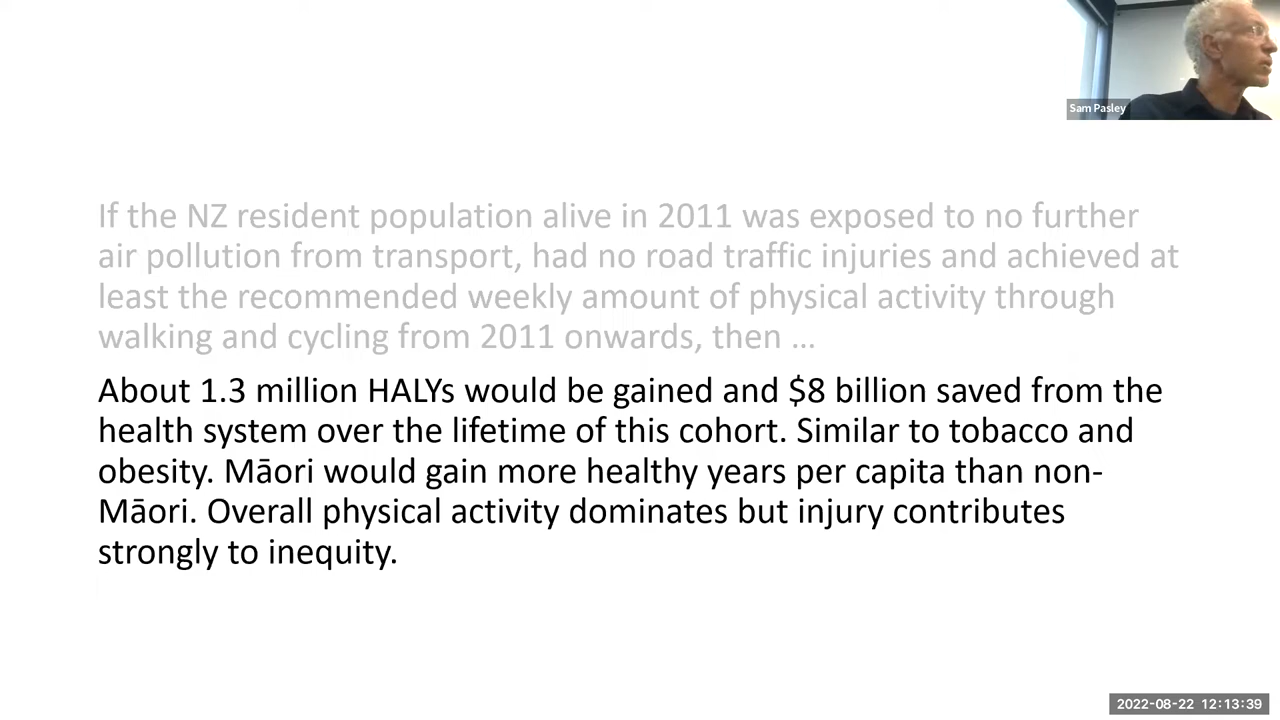 Sam Pasley
If the NZ resident population alive in 2011 was exposed to no further
air pollution from transport, had no road traffic injuries and achieved at
least the recommended weekly amount of physical activity through
walking and cycling from 2011 onwards, then ...
About 1.3 million HALYs would be gained and $8 billion saved from the
health system over the lifetime of this cohort. Similar to tobacco and
obesity. Māori would gain more healthy years per capita than non-
Māori. Overall physical activity dominates but injury contributes
strongly to inequity.
2022-08-22 12:13:39